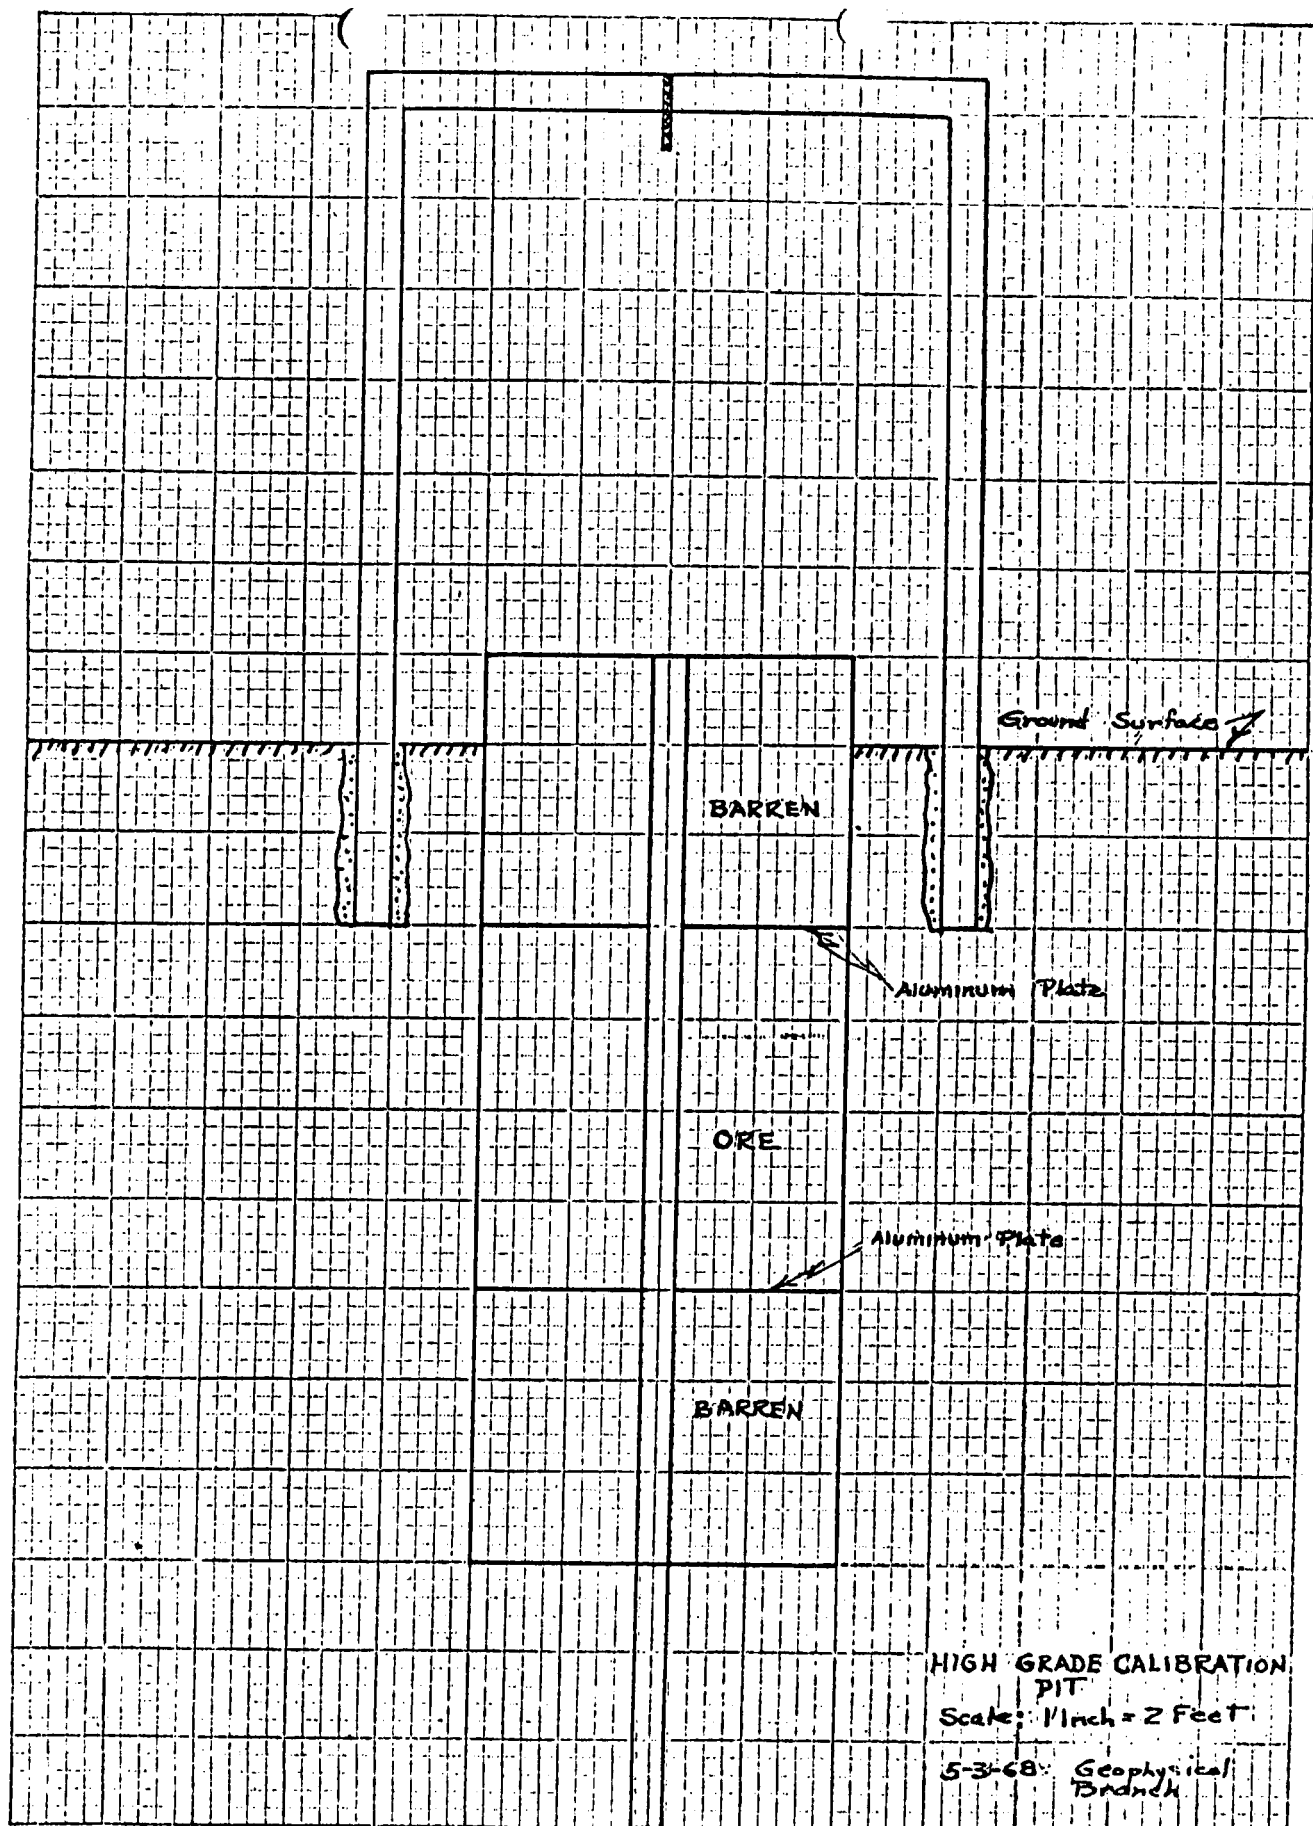 Ground Surface
BARREN
Aluminum Plate
ORE
Aluminum Plate
BARREN
HIGH GRADE CALIBRATION
PIT
Scale: 1 Inch = 2 Feet
5-3-68 Geophysical
Branch